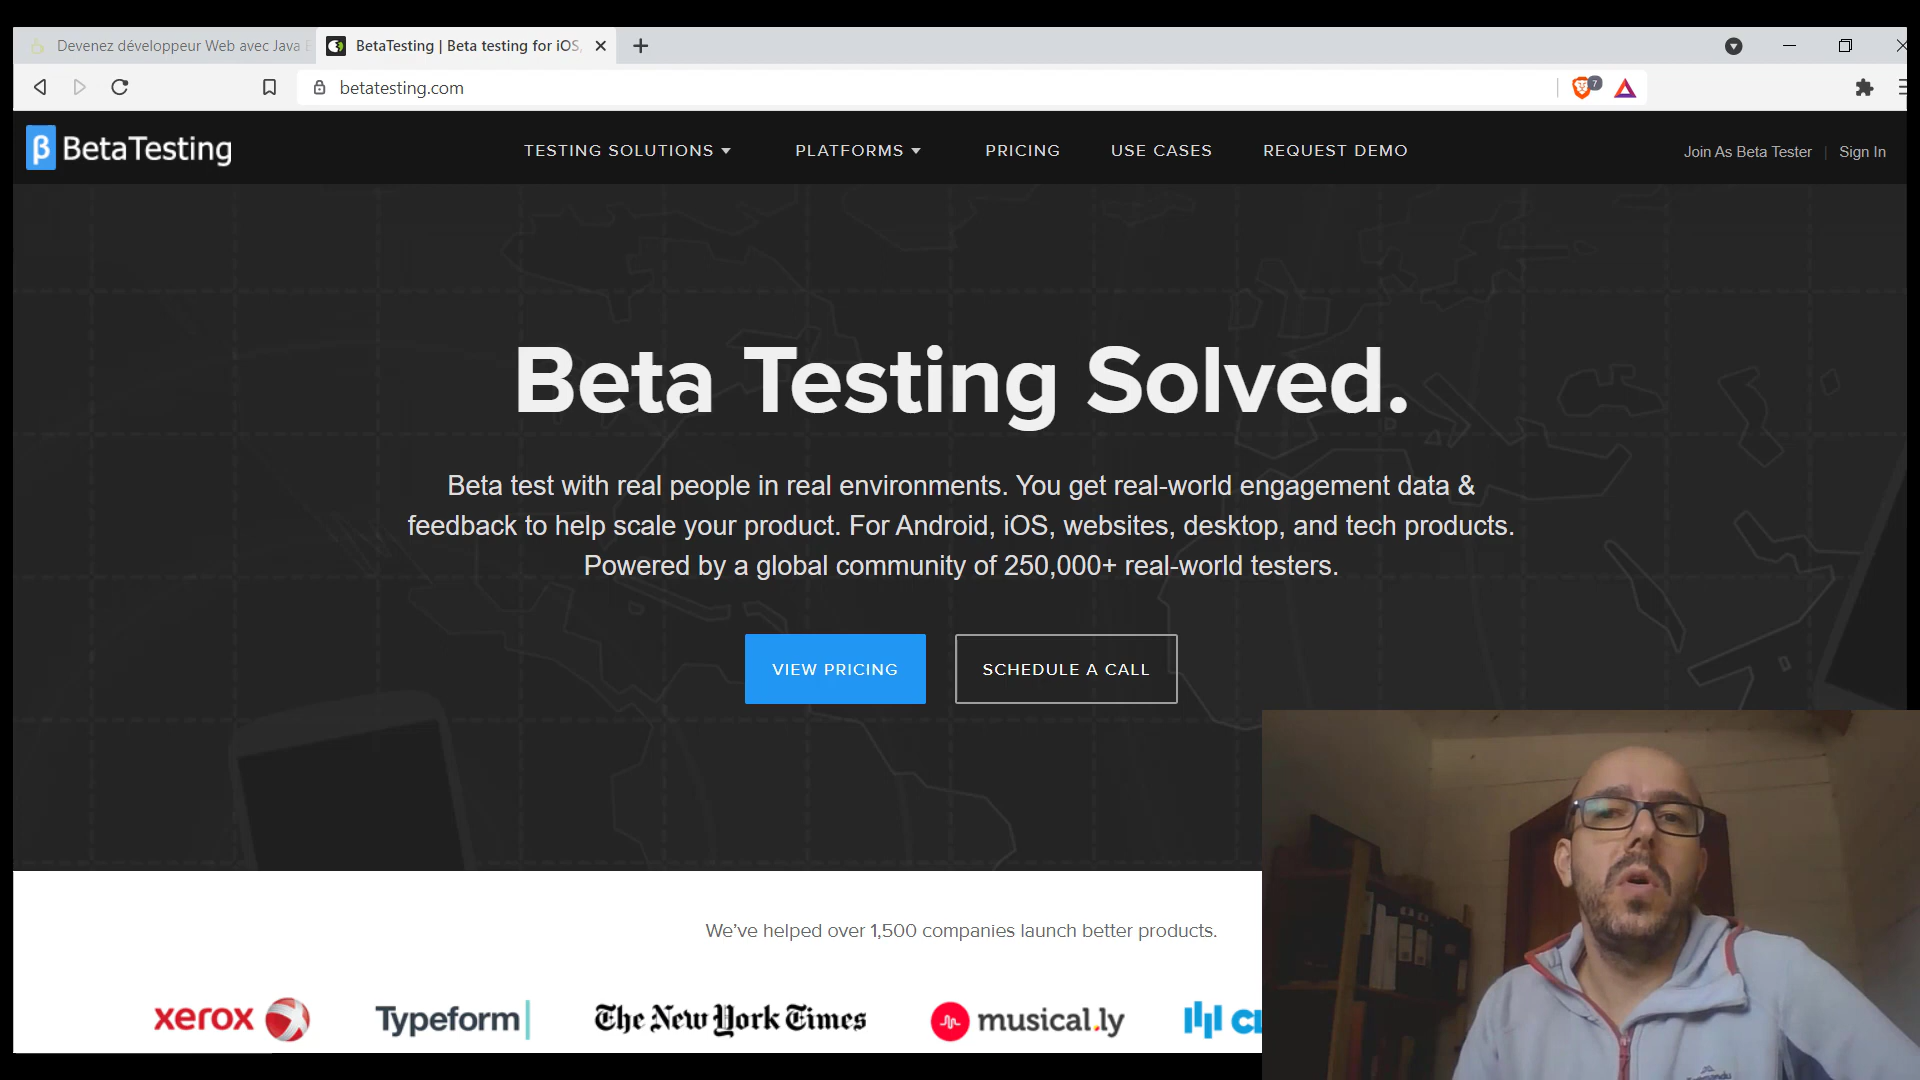 Devenez développeur Web avec Java
BetaTesting | Beta testing for iOS,
betatesting.com
7
β BetaTesting
TESTING SOLUTIONS
PLATFORMS
PRICING
USE CASES
REQUEST DEMO
Join As Beta Tester | Sign In
Beta Testing Solved.
Beta test with real people in real environments. You get real-world engagement data &
feedback to help scale your product. For Android, iOS, websites, desktop, and tech products.
Powered by a global community of 250,000+ real-world testers.
VIEW PRICING
SCHEDULE A CALL
We’ve helped over 1,500 companies launch better products.
xerox
Typeform
The New York Times
musical.ly